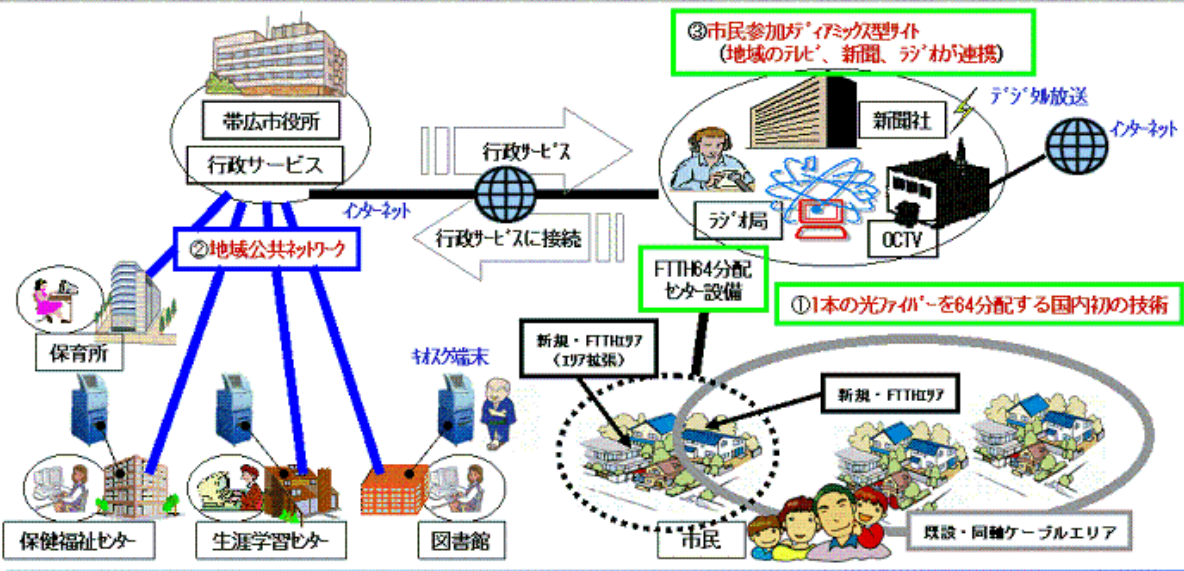 ③市民参加ﾒﾃﾞｨｱﾐｯｸｽ型ｻｲﾄ
(地域のﾃﾚﾋﾞ、新聞、ﾗｼﾞｵが連携)
帯広市役所
行政サービス
行政ｻｰﾋﾞｽ
ｲﾝﾀｰﾈｯﾄ
行政ｻｰﾋﾞｽに接続
新聞社
ﾃﾞｼﾞﾀﾙ放送
ｲﾝﾀｰﾈｯﾄ
ﾗｼﾞｵ局
OCTV
②地域公共ﾈｯﾄﾜｰｸ
FTTH64分配
ｾﾝﾀｰ設備
①1本の光ﾌｧｲﾊﾞｰを64分配する国内初の技術
保育所
ｷｵｽｸ端末
新規・FTTHｴﾘｱ
(ｴﾘｱ拡張)
新規・FTTHｴﾘｱ
保健福祉ｾﾝﾀｰ
生涯学習ｾﾝﾀｰ
図書館
市民
既設・同軸ケーブルエリア